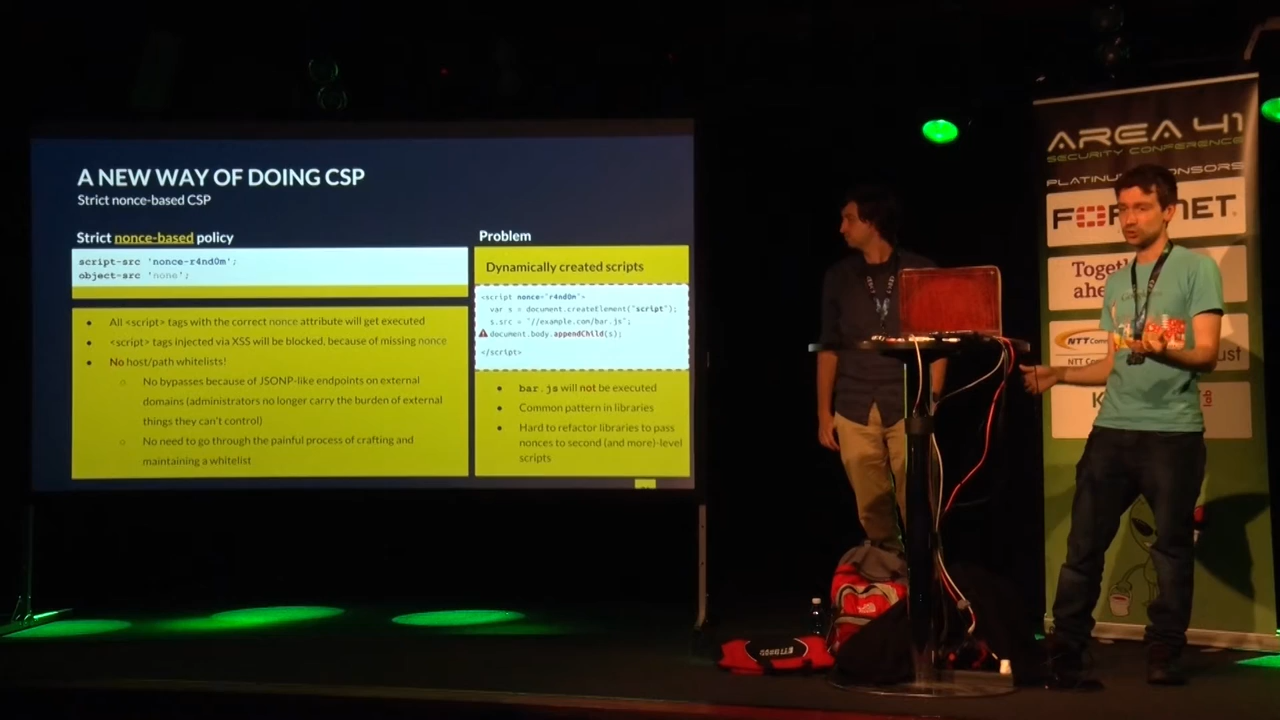 A NEW WAY OF DOING CSP
Strict nonce-based CSP
Strict nonce-based policy
script-src 'nonce-r4nd0m';
object-src 'none';
All <script> tags with the correct nonce attribute will get executed
<script> tags injected via XSS will be blocked, because of missing nonce
No host/path whitelists!
No bypasses because of JSONP-like endpoints on external
domains (administrators no longer carry the burden of external
things they can't control)
No need to go through the painful process of crafting and
maintaining a whitelist
Problem
Dynamically created scripts
<script nonce="r4nd0m">
var s = document.createElement("script");
s.src = "//example.com/bar.js";
document.body.appendChild(s);
</script>
bar.js will not be executed
Common pattern in libraries
Hard to refactor libraries to pass
nonces to second (and more)-level
scripts
AREA 41
SECURITY CONFERENCE
PLATINUM SPONSORS
Togeth
ahe
NTT Com
NTT Com
ust
lab